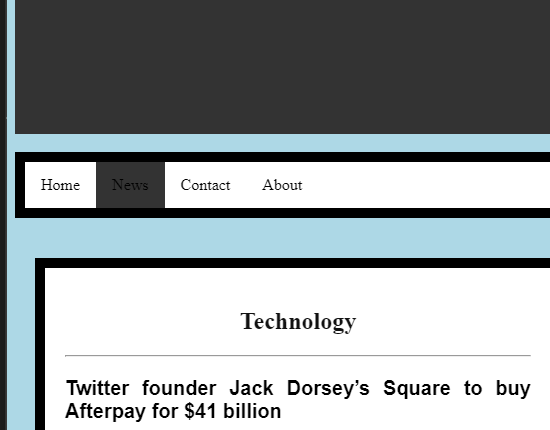 Home News Contact About
Technology
Twitter founder Jack Dorsey’s Square to buy
Afterpay for $41 billion